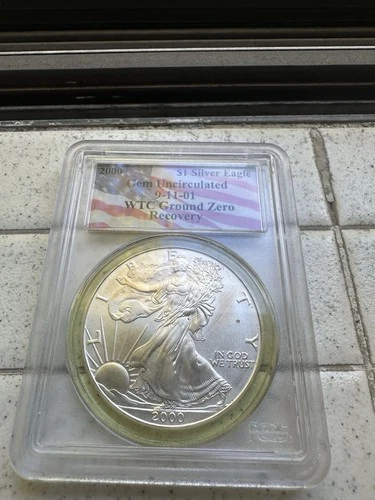 2000 $1 Silver Eagle
Gem Uncirculated
9-11-01
WTC Ground Zero
Recovery
LIBERTY
IN GOD
WE TRUST
2000